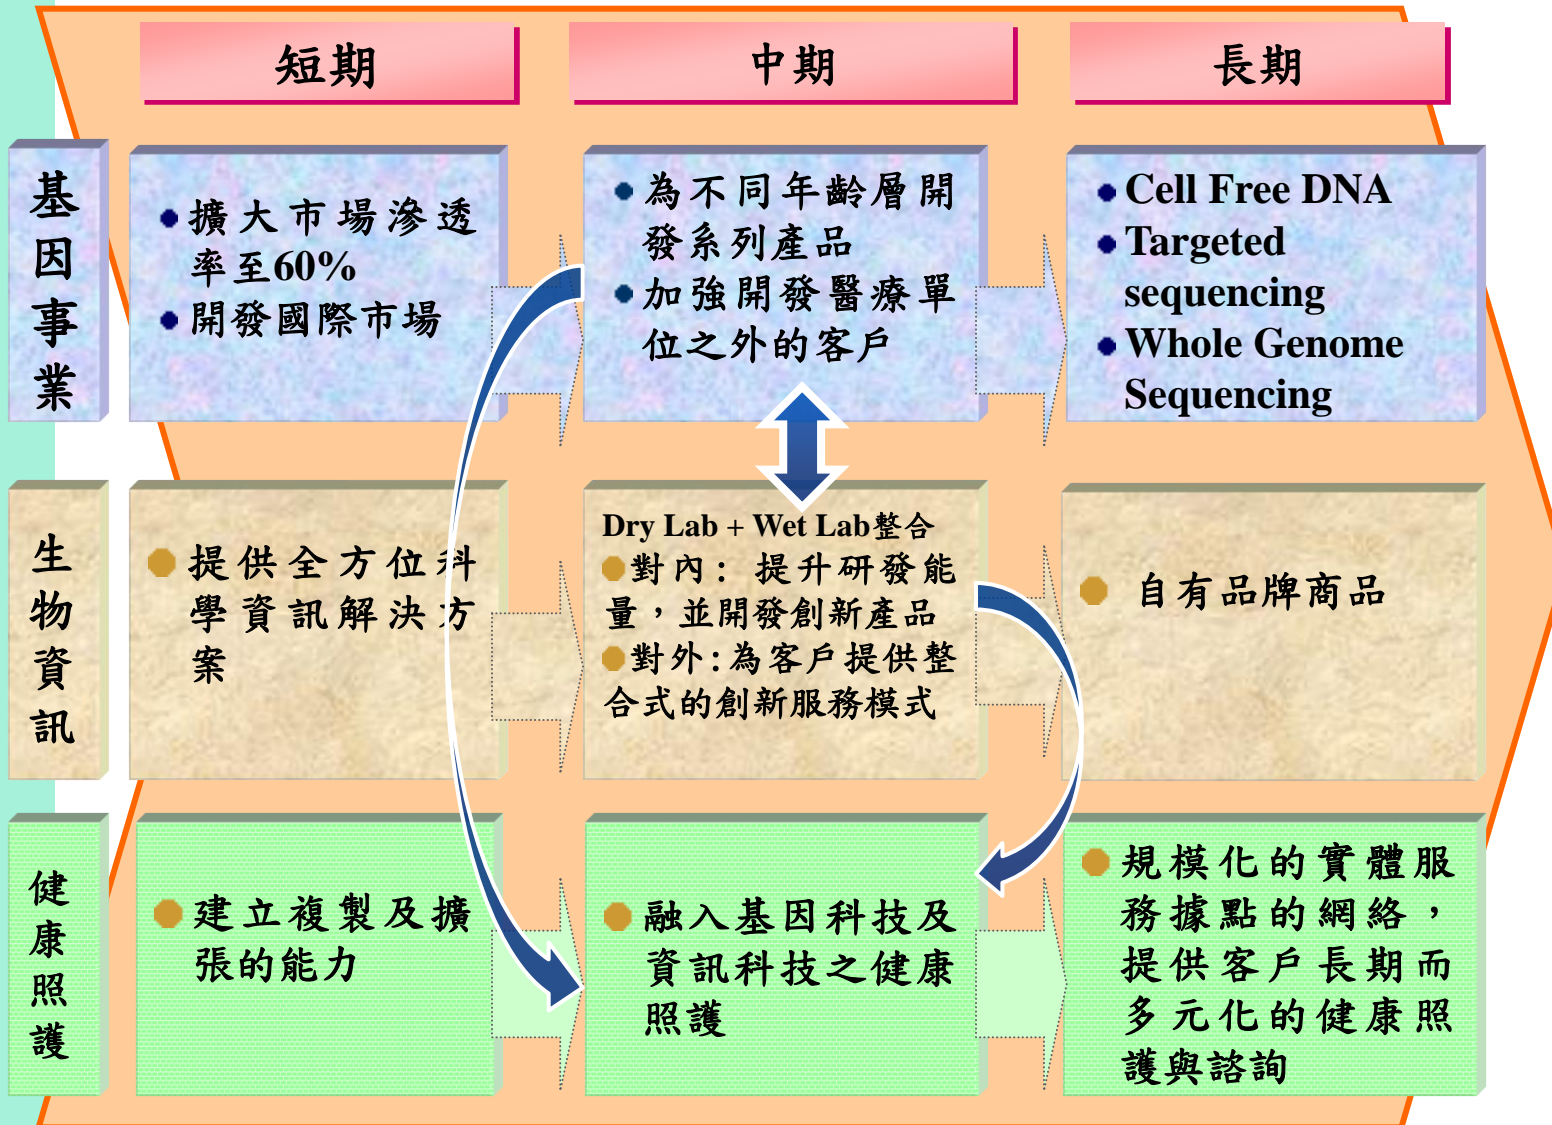 短期
中期
長期
基
因
事
業
擴大市場滲透
率至60%
開發國際市場
為不同年齡層開
發系列產品
加強開發醫療單
位之外的客戶
Cell Free DNA
Targeted
sequencing
Whole Genome
Sequencing
生
物
資
訊
提供全方位科
學資訊解決方
案
Dry Lab + Wet Lab整合
對內: 提升研發能
量，並開發創新產品
對外:為客戶提供整
合式的創新服務模式
自有品牌商品
健
康
照
護
建立複製及擴
張的能力
融入基因科技及
資訊科技之健康
照護
規模化的實體服
務據點的網絡，
提供客戶長期而
多元化的健康照
護與諮詢